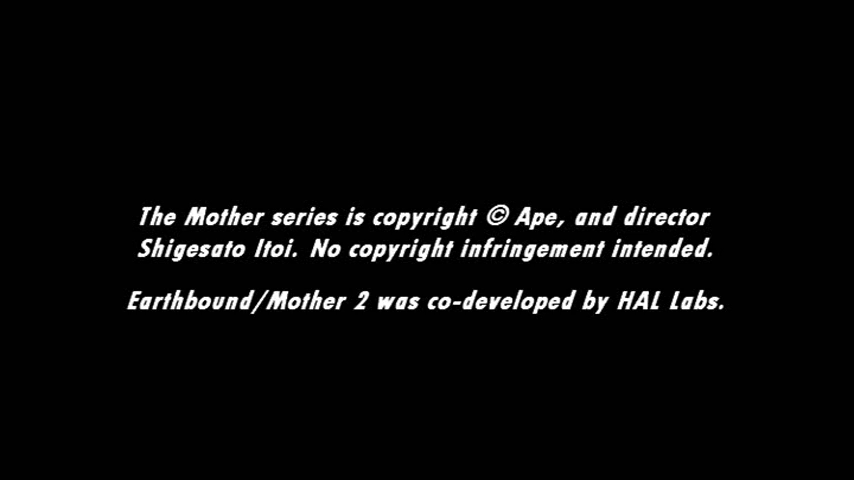 The Mother series is copyright © Ape, and director
Shigesato Itoi. No copyright infringement intended.
Earthbound/Mother 2 was co-developed by HAL Labs.